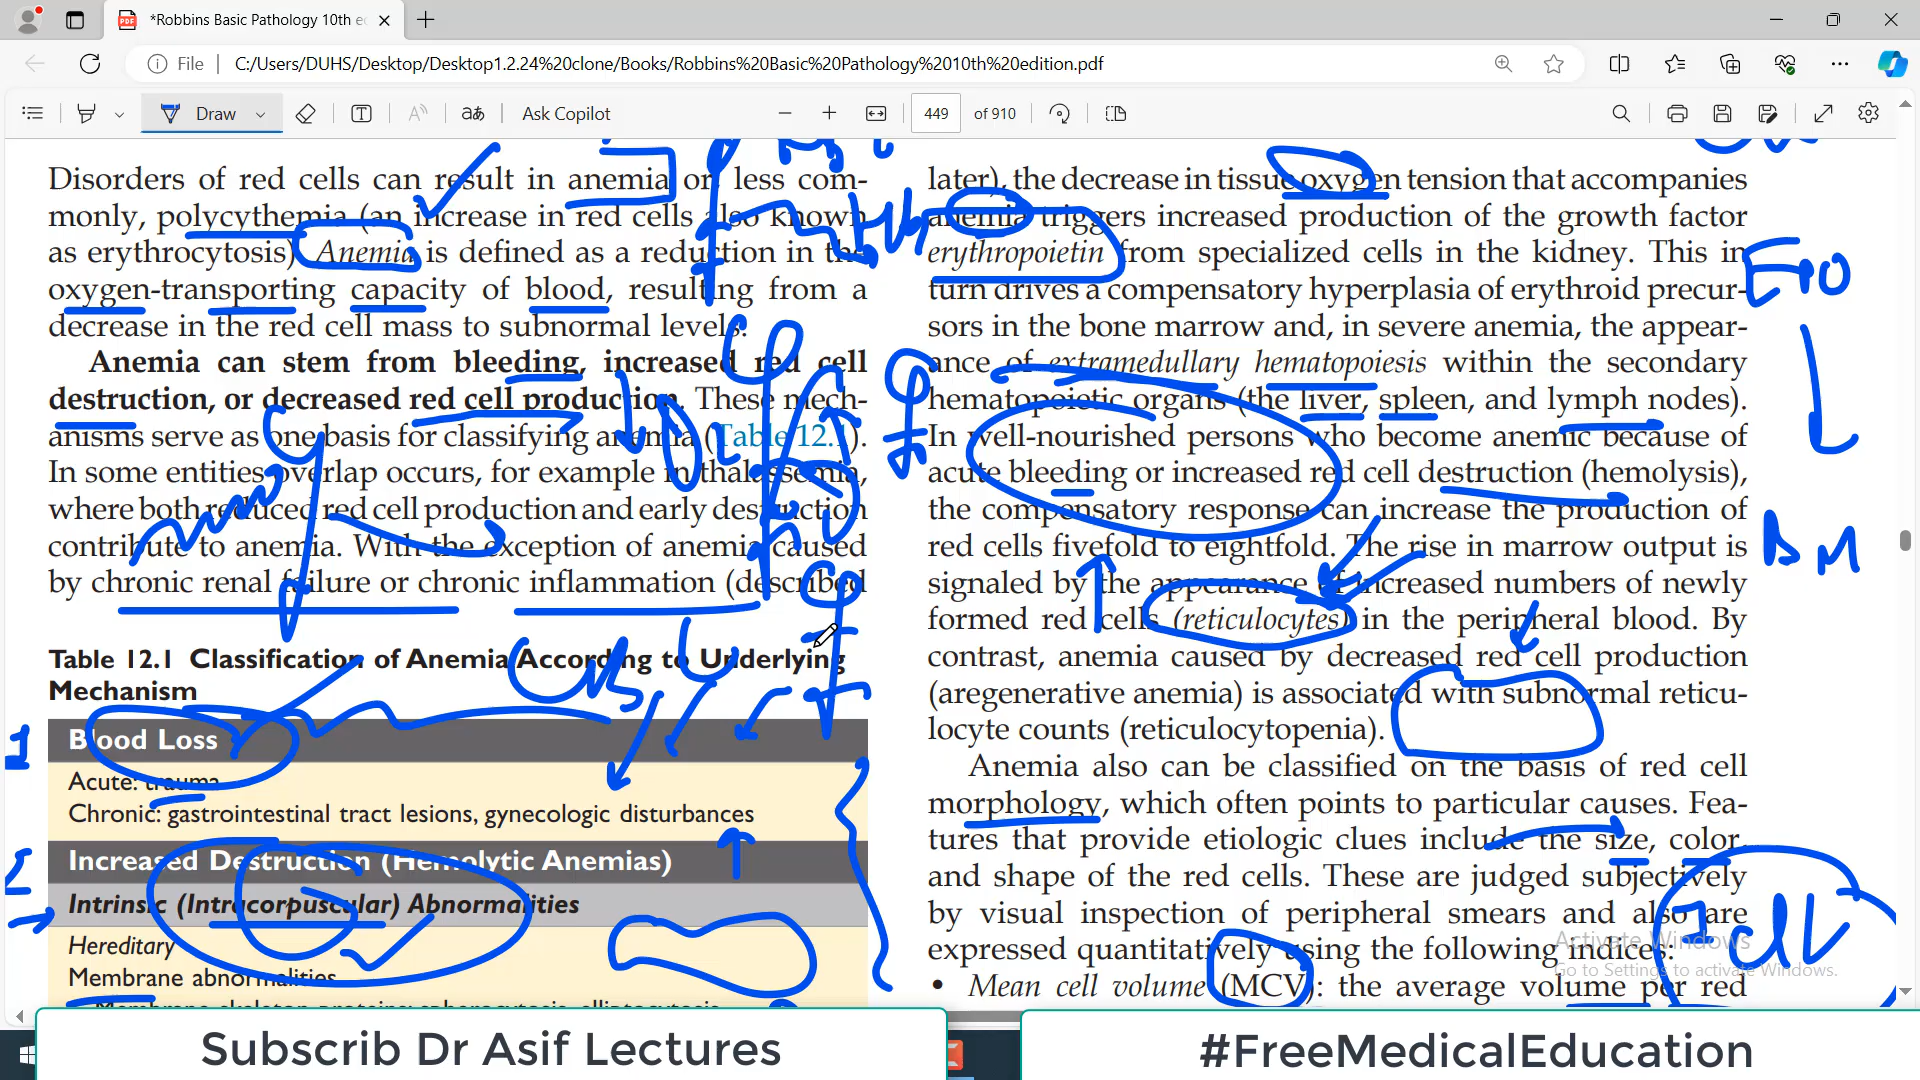 *Robbins Basic Pathology 10th e
File
C:/Users/DUHS/Desktop/Desktop1.2.24%20clone/Books/Robbins%20Basic%20Pathology%2010th%20edition.pdf
Draw
Ask Copilot
449 of 910
Disorders of red cells can result in anemia or, less com-
monly, polycythemia (an increase in red cells also known
as erythrocytosis). Anemia is defined as a reduction in the
oxygen-transporting capacity of blood, resulting from a
decrease in the red cell mass to subnormal levels.
Anemia can stem from bleeding, increased red cell
destruction, or decreased red cell production. These mech-
anisms serve as one basis for classifying anemia (Table 12.1).
In some entities overlap occurs, for example in thalassemia,
where both reduced red cell production and early destruction
contribute to anemia. With the exception of anemia caused
by chronic renal failure or chronic inflammation (described
Table 12.1 Classification of Anemia According to Underlying
Mechanism
1
Blood Loss
Acute: trauma
Chronic: gastrointestinal tract lesions, gynecologic disturbances
2
Increased Destruction (Hemolytic Anemias)
Intrinsic (Intracorpuscular) Abnormalities
Hereditary
Membrane abnormalities
later), the decrease in tissue oxygen tension that accompanies
anemia triggers increased production of the growth factor
erythropoietin from specialized cells in the kidney. This in
turn drives a compensatory hyperplasia of erythroid precur-
sors in the bone marrow and, in severe anemia, the appear-
ance of extramedullary hematopoiesis within the secondary
hematopoietic organs (the liver, spleen, and lymph nodes).
In well-nourished persons who become anemic because of
acute bleeding or increased red cell destruction (hemolysis),
the compensatory response can increase the production of
red cells fivefold to eightfold. The rise in marrow output is
signaled by the appearance of increased numbers of newly
formed red cells (reticulocytes) in the peripheral blood. By
contrast, anemia caused by decreased red cell production
(aregenerative anemia) is associated with subnormal reticu-
locyte counts (reticulocytopenia).
Anemia also can be classified on the basis of red cell
morphology, which often points to particular causes. Fea-
tures that provide etiologic clues include the size, color,
and shape of the red cells. These are judged subjectively
by visual inspection of peripheral smears and also are
expressed quantitatively using the following indices:
• Mean cell volume (MCV): the average volume per red
BM
Activate Windows
Go to Settings to activate Windows.
Subscrib Dr Asif Lectures
#FreeMedicalEducation